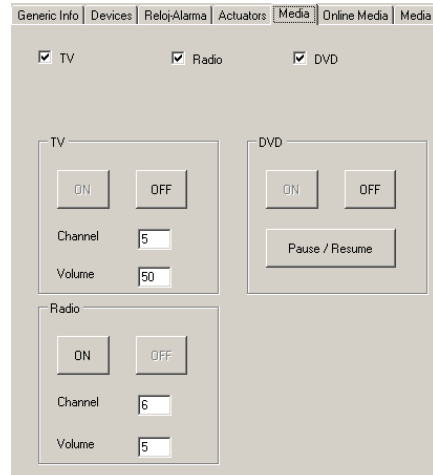 Generic Info Devices Reloj-Alarma Actuators Media Online Media Media
TV Radio DVD
TV
ON OFF
Channel 5
Volume 50
DVD
ON OFF
Pause / Resume
Radio
ON OFF
Channel 6
Volume 5